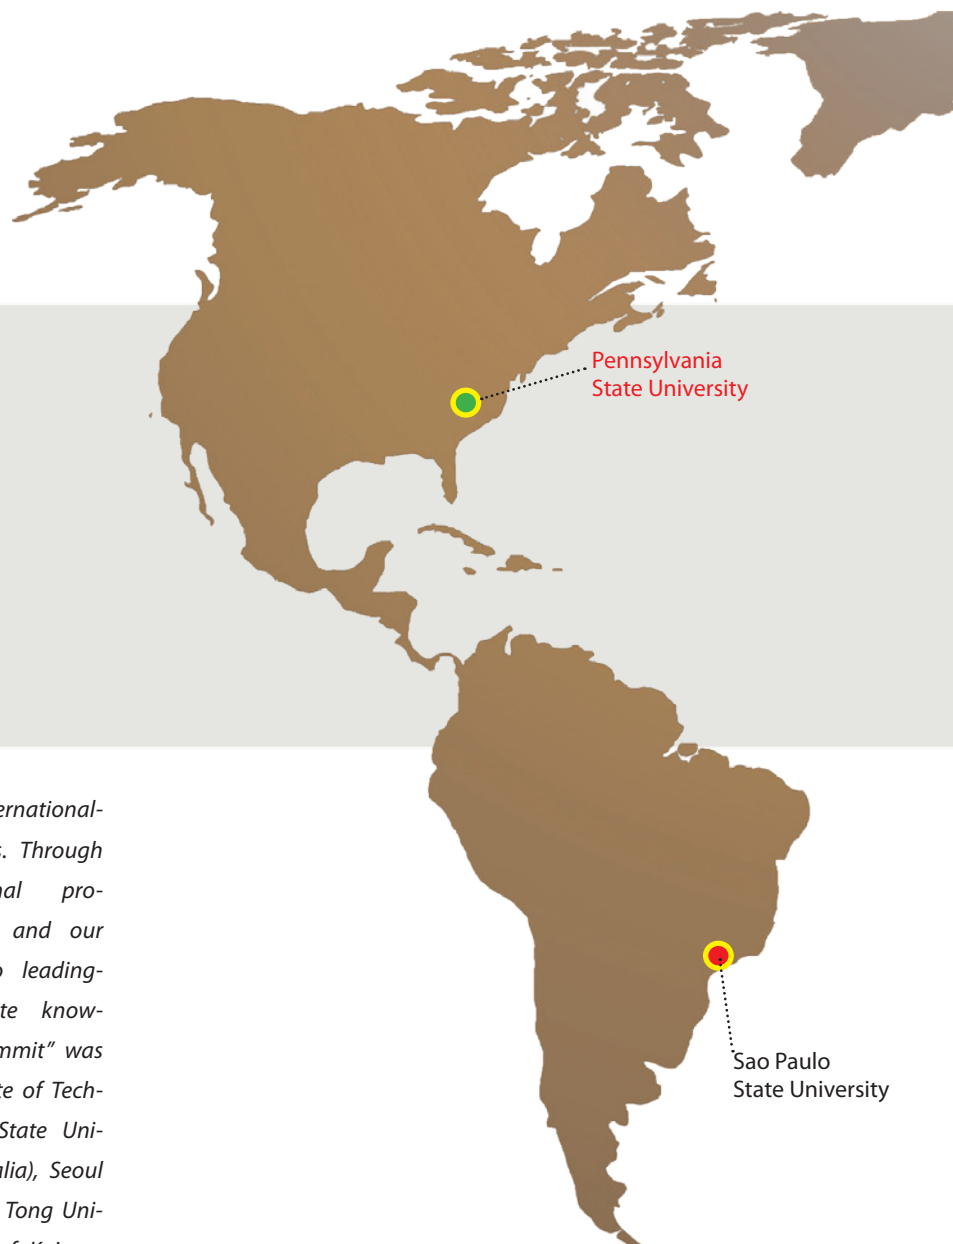 Pennsylvania
State University
ernational-
s. Through
nal pro-
and our
o leading-
te know-
mmit” was
te of Tech-
State Uni-
alia), Seoul
Tong Uni-
Sao Paulo
State University